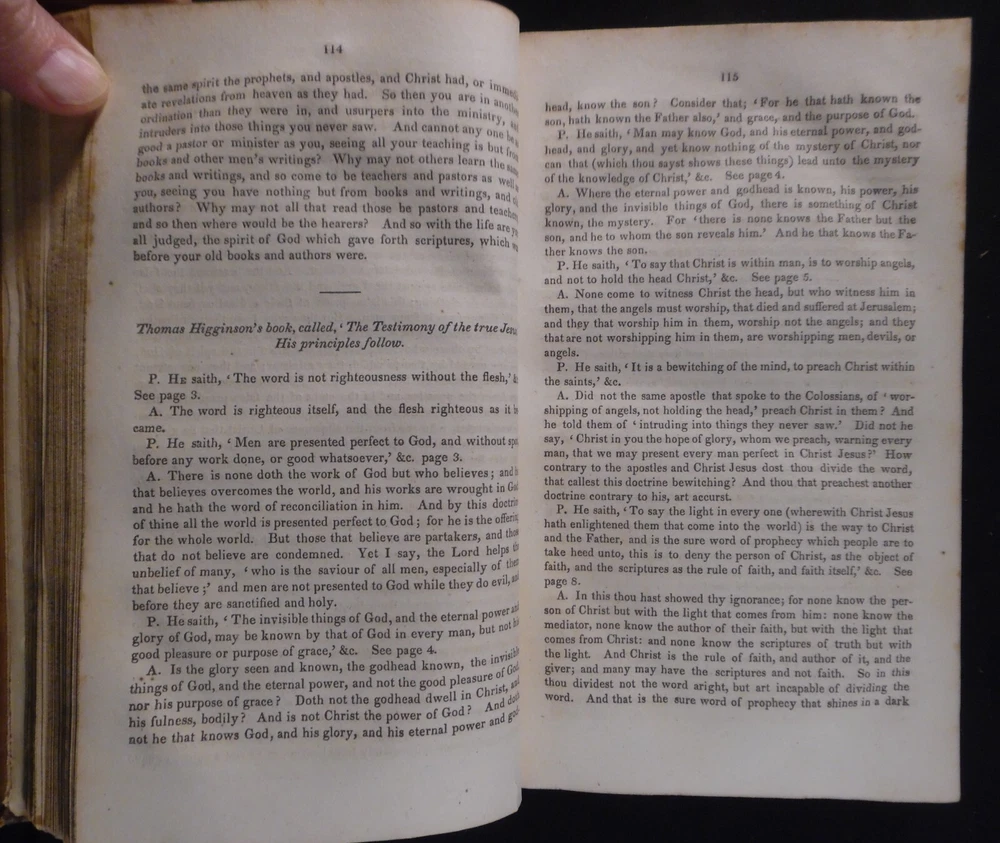 114
the same spirit the prophets, and apostles, and Christ had, or
ate revelations from heaven as they had. So then you are in
ordination than they were in, and usurpers into the ministry,
intruders into those things you never saw. And cannot any one
good a pastor or minister as you, seeing all your teaching is but
books and other men's writings? Why may not others learn the
books and writings, and so come to be teachers and pastors as well
you, seeing you have nothing but from books and writings, and
authors? Why may not all that read those be pastors and
and so then where would be the hearers? And so with the life are
all judged, the spirit of God which gave forth scriptures, which
before your old books and authors were.
Thomas Higginson's book, called, ' The Testimony of the true
His principles follow.
P. HE saith, ' The word is not righteousness without the flesh,'
See page 3.
A. The word is righteous itself, and the flesh righteous as it
came.
P. He saith, ' Men are presented perfect to God, and without
before any work done, or good whatsoever,' &c. page 3.
A. There is none doth the work of God but who believes; and
that believes overcomes the world, and his works are wrought in
and he hath the word of reconciliation in him. And by this
of thine all the world is presented perfect to God; for he is the
for the whole world. But those that believe are partakers, and
that do not believe are condemned. Yet I say, the Lord helps
unbelief of many, ' who is the saviour of all men, especially of
that believe;' and men are not presented to God while they do evil,
before they are sanctified and holy.
P. He saith, ' The invisible things of God, and the eternal power
glory of God, may be known by that of God in every man, but not
good pleasure or purpose of grace,' &c. See page 4.
A. Is the glory seen and known, the godhead known, the
things of God, and the eternal power, and not the good pleasure of
nor his purpose of grace? Doth not the godhead dwell in Christ,
his fulness, bodily? And is not Christ the power of God? And
not he that knows God, and his glory, and his eternal power and
115
head, know the son? Consider that; ' For he that hath known the
son, hath known the Father also,' and grace, and the purpose of God.
P. He saith, ' Man may know God, and his eternal power, and god-
head, and glory, and yet know nothing of the mystery of Christ, nor
can that (which thou sayst shows these things) lead unto the mystery
of the knowledge of Christ,' &c. See page 4.
A. Where the eternal power and godhead is known, his power, his
glory, and the invisible things of God, there is something of Christ
known, the mystery. For ' there is none knows the Father but the
son, and he to whom the son reveals him.' And he that knows the Fa-
ther knows the son.
P. He saith, ' To say that Christ is within man, is to worship angels,
and not to hold the head Christ,' &c. See page 5.
A. None come to witness Christ the head, but who witness him in
them, that the angels must worship, that died and suffered at Jerusalem;
and they that worship him in them, worship not the angels; and they
that are not worshipping him in them, are worshipping men, devils, or
angels.
P. He saith, ' It is a bewitching of the mind, to preach Christ within
the saints,' &c.
A. Did not the same apostle that spoke to the Colossians, of ' wor-
shipping of angels, not holding the head,' preach Christ in them? And
he told them of ' intruding into things they never saw.' Did not he
say, ' Christ in you the hope of glory, whom we preach, warning every
man, that we may present every man perfect in Christ Jesus?' How
contrary to the apostles and Christ Jesus dost thou divide the word,
that callest this doctrine bewitching? And thou that preachest another
doctrine contrary to his, art accurst.
P. He saith, ' To say the light in every one (wherewith Christ Jesus
hath enlightened them that come into the world) is the way to Christ
and the Father, and is the sure word of prophecy which people are to
take heed unto, this is to deny the person of Christ, as the object of
faith, and the scriptures as the rule of faith, and faith itself,' &c. See
page 8.
A. In this thou hast showed thy ignorance; for none know the per-
son of Christ but with the light that comes from him: none know the
mediator, none know the author of their faith, but with the light that
comes from Christ: and none know the scriptures of truth but with
the light. And Christ is the rule of faith, and author of it, and the
giver; and many may have the scriptures and not faith. So in this
thou dividest not the word aright, but art incapable of dividing the
word. And that is the sure word of prophecy that shines in a dark